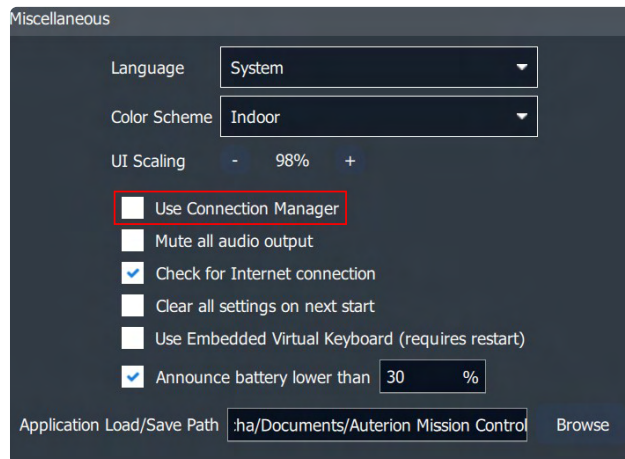 Miscellaneous
Language System
Color Scheme Indoor
UI Scaling - 98% +
Use Connection Manager
Mute all audio output
Check for Internet connection
Clear all settings on next start
Use Embedded Virtual Keyboard (requires restart)
Announce battery lower than 30 %
Application Load/Save Path :ha/Documents/Auterion Mission Control Browse